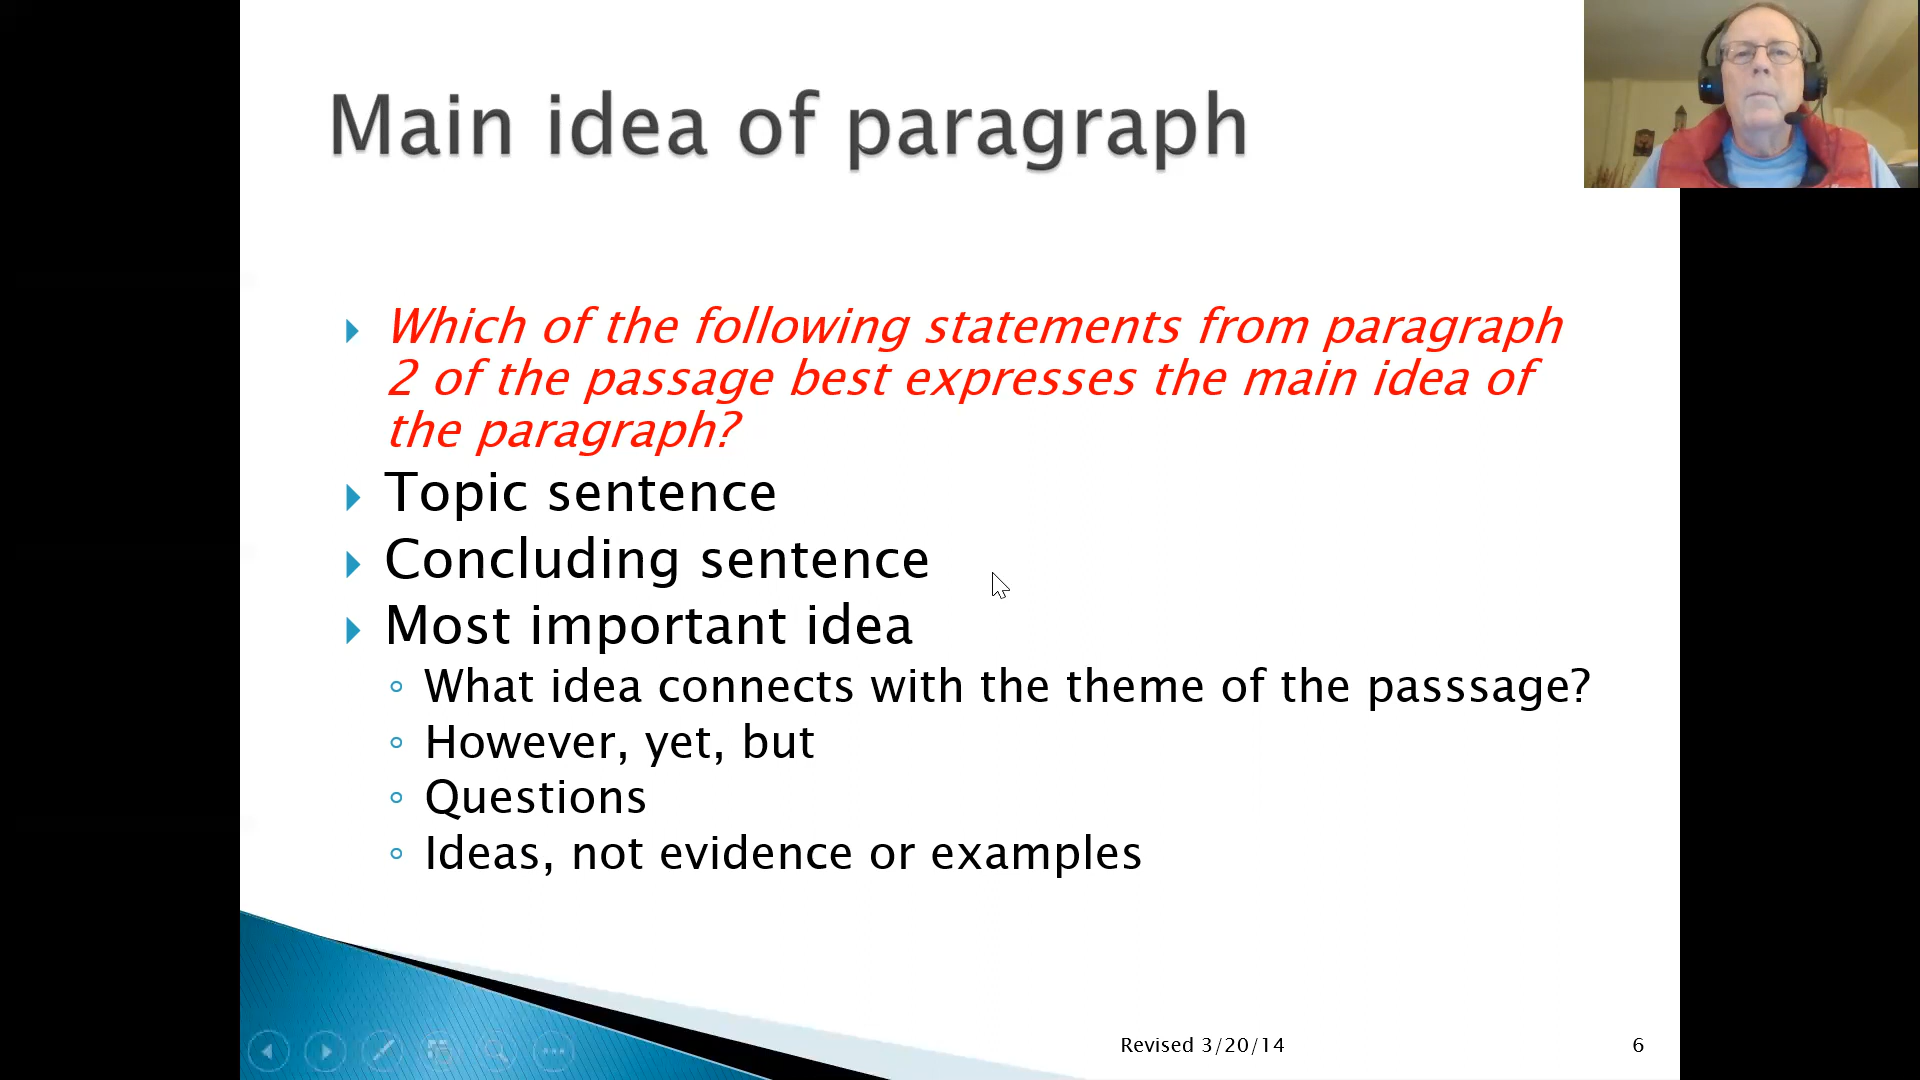 Main idea of paragraph
Which of the following statements from paragraph
2 of the passage best expresses the main idea of
the paragraph?
Topic sentence
Concluding sentence
Most important idea
What idea connects with the theme of the passsage?
However, yet, but
Questions
Ideas, not evidence or examples
Revised 3/20/14
6